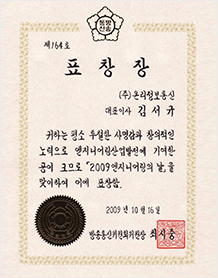 제164호
표창장
(주)온리정보통신
대표이사 김서규
귀하는 평소 투철한 사명감과 창의적인
노력으로 엔지니어링산업발전에 기여한
공이 크므로 「2009엔지니어링의 날」을
맞이하여 이에 표창함.
2009년 10월 16일
방송통신위원회위원장 최시중